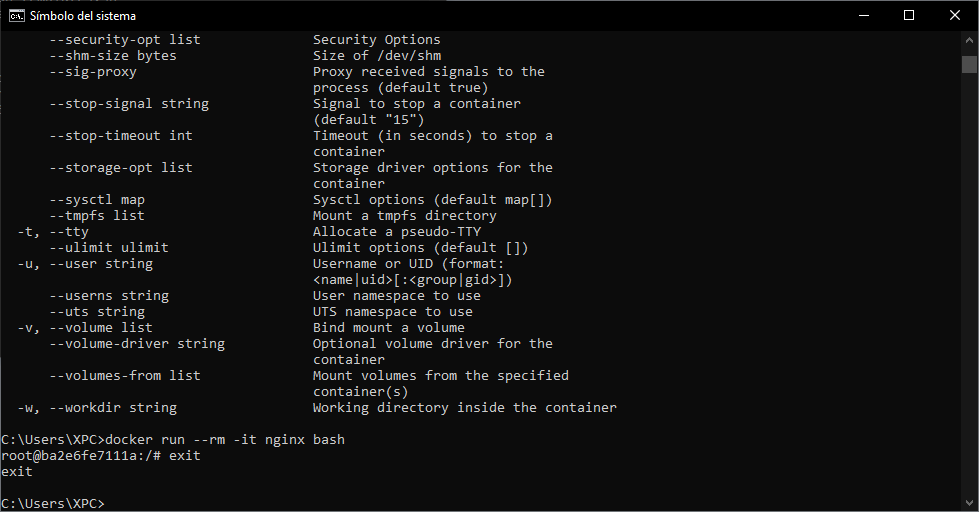 Símbolo del sistema
--security-opt list Security Options
--shm-size bytes Size of /dev/shm
--sig-proxy Proxy received signals to the
process (default true)
--stop-signal string Signal to stop a container
(default "15")
--stop-timeout int Timeout (in seconds) to stop a
container
--storage-opt list Storage driver options for the
container
--sysctl map Sysctl options (default map[])
--tmpfs list Mount a tmpfs directory
-t, --tty Allocate a pseudo-TTY
--ulimit ulimit Ulimit options (default [])
-u, --user string Username or UID (format:
<name|uid>[:<group|gid>])
--userns string User namespace to use
--uts string UTS namespace to use
-v, --volume list Bind mount a volume
--volume-driver string Optional volume driver for the
container
--volumes-from list Mount volumes from the specified
container(s)
-w, --workdir string Working directory inside the container
C:\Users\XPC>docker run --rm -it nginx bash
root@ba2e6fe7111a:/# exit
exit
C:\Users\XPC>